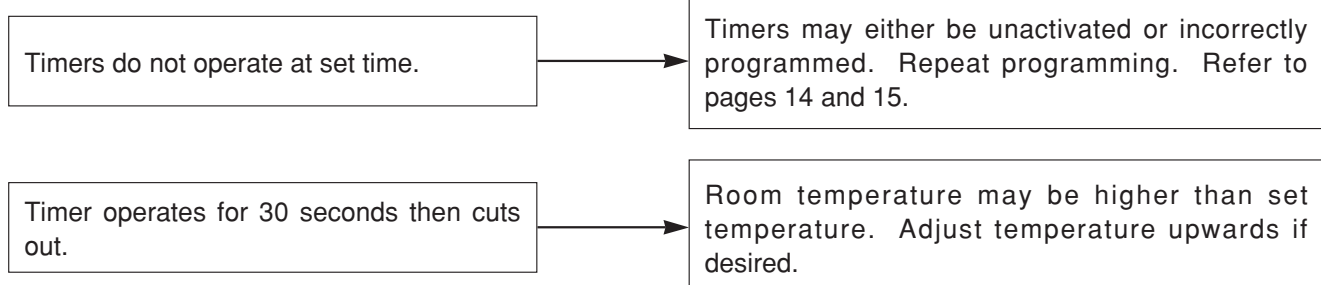 Timers do not operate at set time.
Timers may either be unactivated or incorrectly
programmed. Repeat programming. Refer to
pages 14 and 15.
Timer operates for 30 seconds then cuts
out.
Room temperature may be higher than set
temperature. Adjust temperature upwards if
desired.